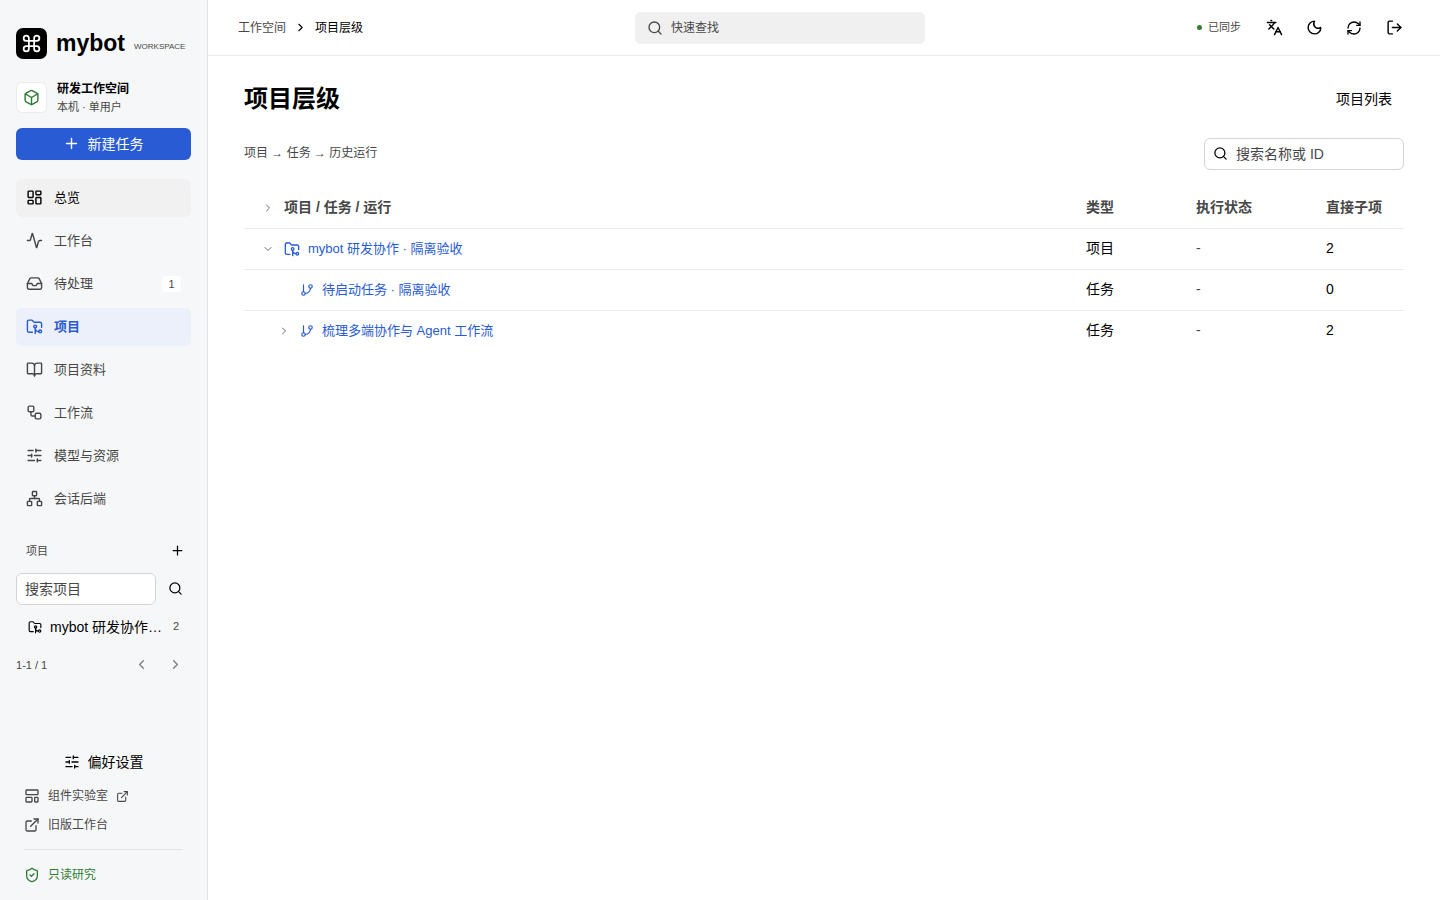 mybot WORKSPACE
研发工作空间
本机 · 单用户
新建任务
总览
工作台
待处理 1
项目
项目资料
工作流
模型与资源
会话后端
项目
搜索项目
mybot 研发协作… 2
1-1 / 1
偏好设置
组件实验室
旧版工作台
只读研究
工作空间 项目层级
快速查找
已同步
项目层级
项目列表
项目 → 任务 → 历史运行
搜索名称或 ID
项目 / 任务 / 运行 类型 执行状态 直接子项
mybot 研发协作 · 隔离验收 项目 - 2
待启动任务 · 隔离验收 任务 - 0
梳理多端协作与 Agent 工作流 任务 - 2